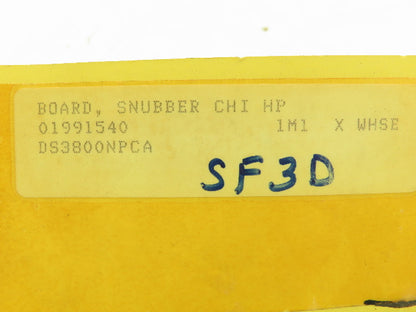 BOARD, SNUBBER CHI HP
01991540 1M1 X WHSE
DS3800NPCA
SF3D